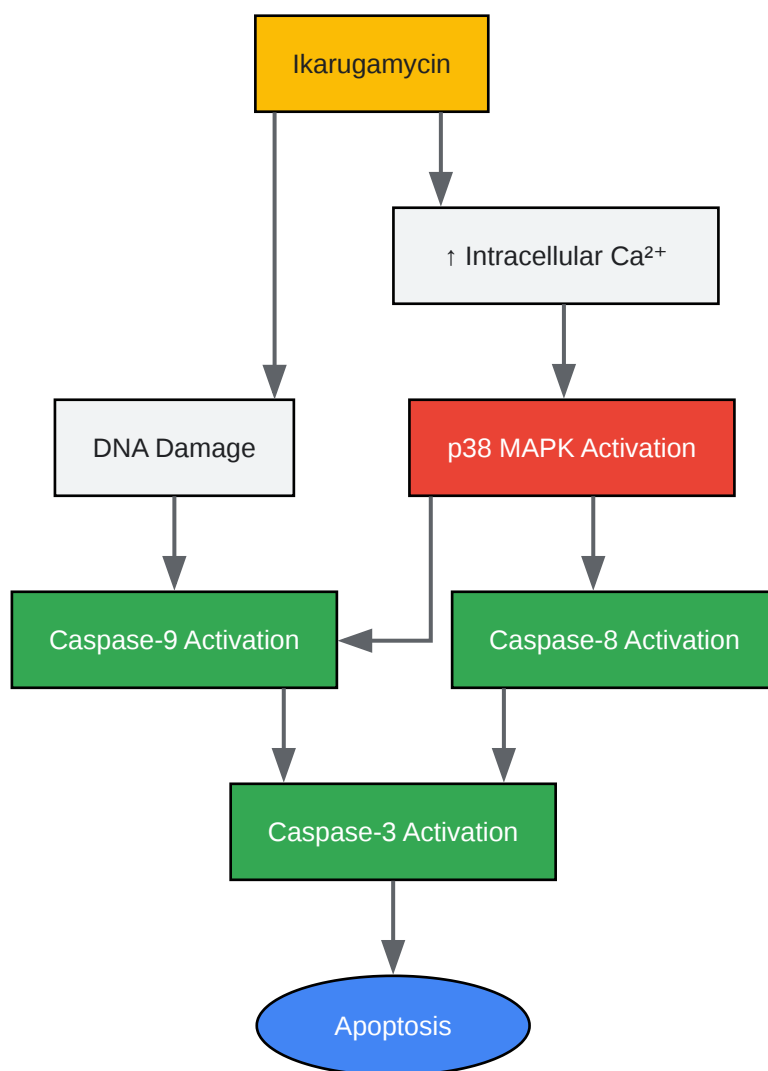 Ikarugamycin
↑ Intracellular Ca²⁺
DNA Damage
p38 MAPK Activation
Caspase-9 Activation
Caspase-8 Activation
Caspase-3 Activation
Apoptosis